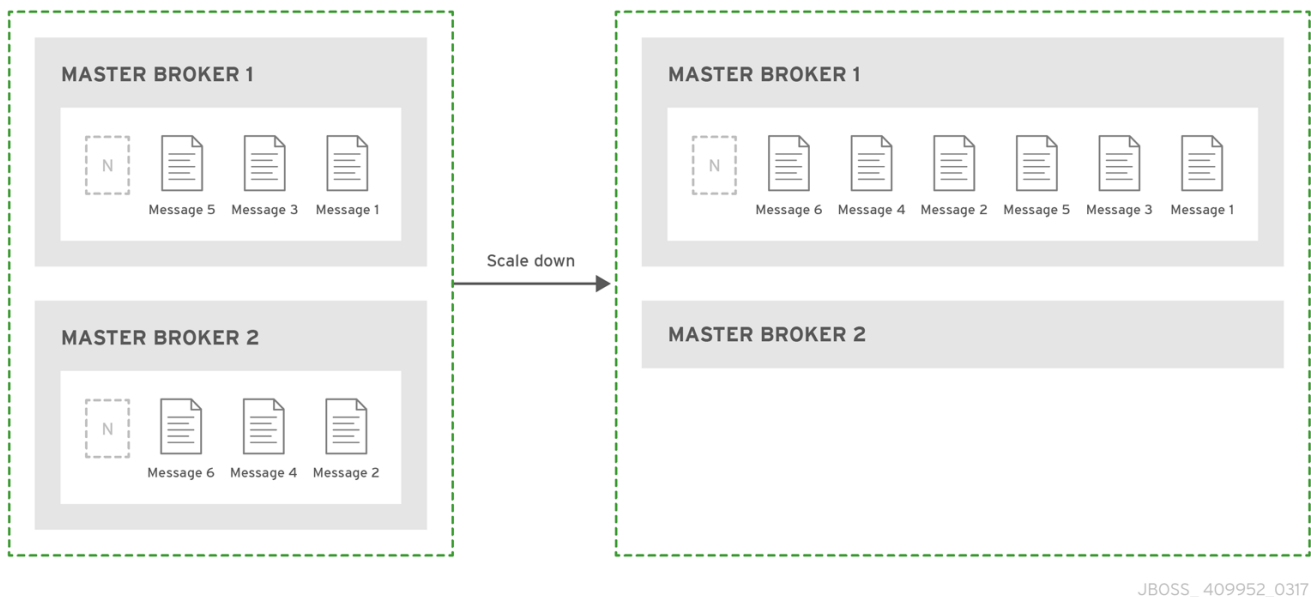 MASTER BROKER 1
N
Message 5 Message 3 Message 1
MASTER BROKER 2
N
Message 6 Message 4 Message 2
Scale down
MASTER BROKER 1
N
Message 6 Message 4 Message 2 Message 5 Message 3 Message 1
MASTER BROKER 2
JBOSS_409952_0317